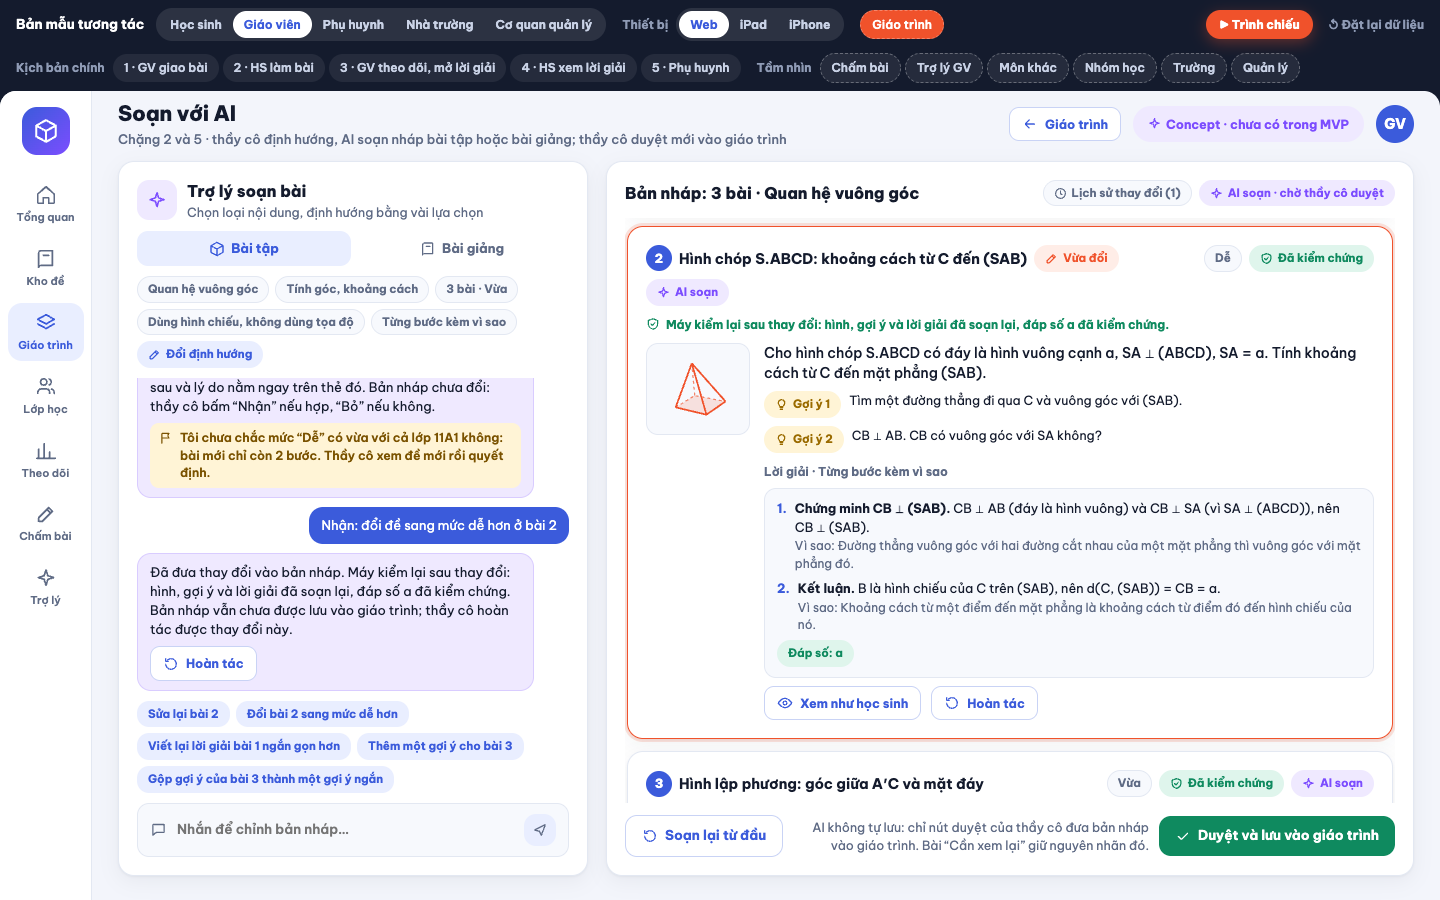 Bản mẫu tương tác
Học sinh
Giáo viên
Phụ huynh
Nhà trường
Cơ quan quản lý
Thiết bị
Web
iPad
iPhone
Giáo trình
Trình chiếu
Đặt lại dữ liệu
Kịch bản chính
1 · GV giao bài
2 · HS làm bài
3 · GV theo dõi, mở lời giải
4 · HS xem lời giải
5 · Phụ huynh
Tầm nhìn
Chấm bài
Trợ lý GV
Môn khác
Nhóm học
Trường
Quản lý
Tổng quan
Kho đề
Giáo trình
Lớp học
Theo dõi
Chấm bài
Trợ lý
Soạn với AI
Chặng 2 và 5 · thầy cô định hướng, AI soạn nháp bài tập hoặc bài giảng; thầy cô duyệt mới vào giáo trình
Giáo trình
Concept · chưa có trong MVP
GV
Trợ lý soạn bài
Chọn loại nội dung, định hướng bằng vài lựa chọn
Bài tập
Bài giảng
Quan hệ vuông góc
Tính góc, khoảng cách
3 bài · Vừa
Dùng hình chiếu, không dùng tọa độ
Từng bước kèm vì sao
Đổi định hướng
sau và lý do nằm ngay trên thẻ đó. Bản nháp chưa đổi:
thầy cô bấm “Nhận” nếu hợp, “Bỏ” nếu không.
Tôi chưa chắc mức “Dễ” có vừa với cả lớp 11A1 không:
bài mới chỉ còn 2 bước. Thầy cô xem đề mới rồi quyết
định.
Nhận: đổi đề sang mức dễ hơn ở bài 2
Đã đưa thay đổi vào bản nháp. Máy kiểm lại sau thay đổi:
hình, gợi ý và lời giải đã soạn lại, đáp số a đã kiểm chứng.
Bản nháp vẫn chưa được lưu vào giáo trình; thầy cô hoàn
tác được thay đổi này.
Hoàn tác
Sửa lại bài 2
Đổi bài 2 sang mức dễ hơn
Viết lại lời giải bài 1 ngắn gọn hơn
Thêm một gợi ý cho bài 3
Gộp gợi ý của bài 3 thành một gợi ý ngắn
Nhắn để chỉnh bản nháp...
Bản nháp: 3 bài · Quan hệ vuông góc
Lịch sử thay đổi (1)
AI soạn · chờ thầy cô duyệt
2 Hình chóp S.ABCD: khoảng cách từ C đến (SAB)
Vừa đổi
Dễ
Đã kiểm chứng
AI soạn
Máy kiểm lại sau thay đổi: hình, gợi ý và lời giải đã soạn lại, đáp số a đã kiểm chứng.
Cho hình chóp S.ABCD có đáy là hình vuông cạnh a, SA ⊥ (ABCD), SA = a. Tính khoảng
cách từ C đến mặt phẳng (SAB).
Gợi ý 1
Tìm một đường thẳng đi qua C và vuông góc với (SAB).
Gợi ý 2
CB ⊥ AB. CB có vuông góc với SA không?
Lời giải · Từng bước kèm vì sao
1. Chứng minh CB ⊥ (SAB). CB ⊥ AB (đáy là hình vuông) và CB ⊥ SA (vì SA ⊥ (ABCD)), nên
CB ⊥ (SAB).
Vì sao: Đường thẳng vuông góc với hai đường cắt nhau của một mặt phẳng thì vuông góc với mặt
phẳng đó.
2. Kết luận. B là hình chiếu của C trên (SAB), nên d(C, (SAB)) = CB = a.
Vì sao: Khoảng cách từ một điểm đến mặt phẳng là khoảng cách từ điểm đó đến hình chiếu của
nó.
Đáp số: a
Xem như học sinh
Hoàn tác
3 Hình lập phương: góc giữa A′C và mặt đáy
Vừa
Đã kiểm chứng
AI soạn
Soạn lại từ đầu
AI không tự lưu: chỉ nút duyệt của thầy cô đưa bản nháp
vào giáo trình. Bài “Cần xem lại” giữ nguyên nhãn đó.
Duyệt và lưu vào giáo trình